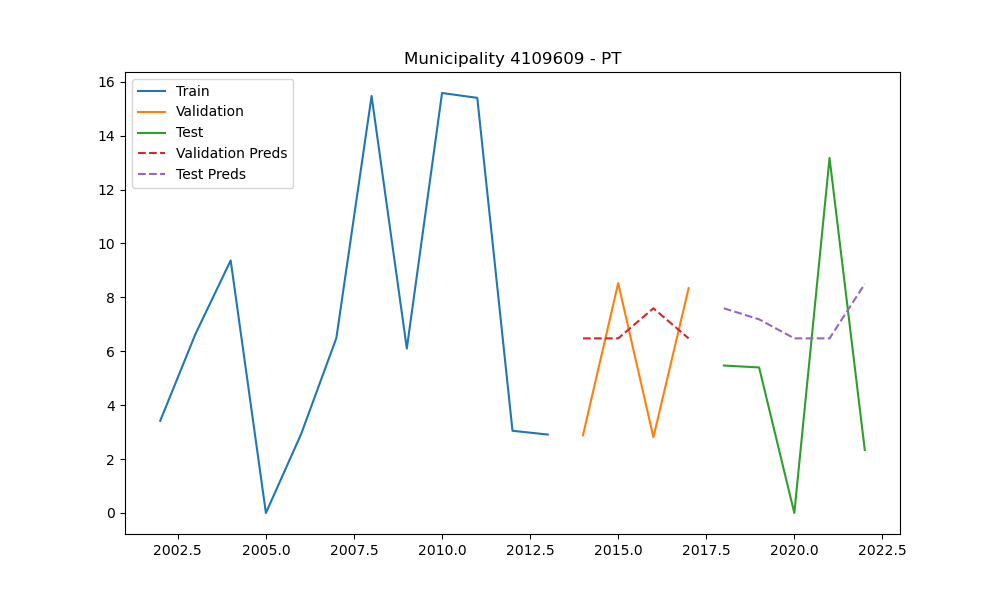 Municipality 4109609 - PT
16
14
12
10
8
6
4
2
0
Train
Validation
Test
Validation Preds
Test Preds
2002.5 2005.0 2007.5 2010.0 2012.5 2015.0 2017.5 2020.0 2022.5